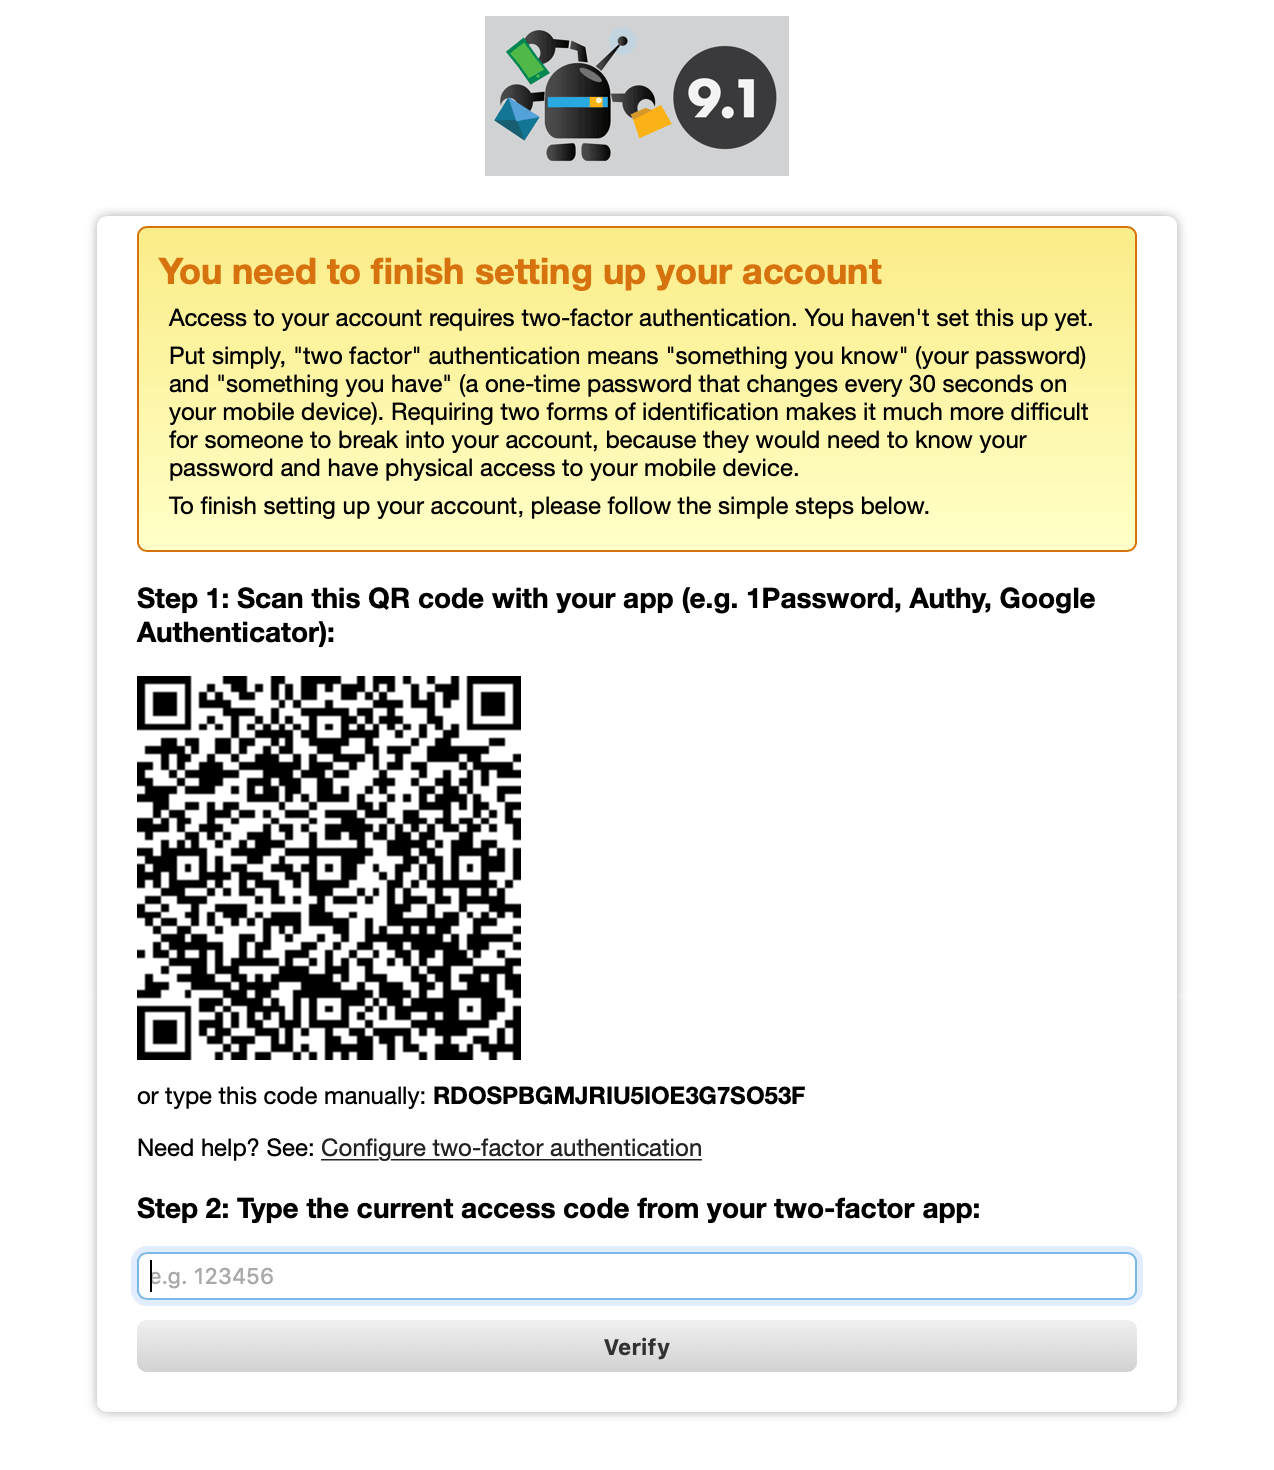 9.1
You need to finish setting up your account
Access to your account requires two-factor authentication. You haven't set this up yet.
Put simply, "two factor" authentication means "something you know" (your password)
and "something you have" (a one-time password that changes every 30 seconds on
your mobile device). Requiring two forms of identification makes it much more difficult
for someone to break into your account, because they would need to know your
password and have physical access to your mobile device.
To finish setting up your account, please follow the simple steps below.
Step 1: Scan this QR code with your app (e.g. 1Password, Authy, Google
Authenticator):
or type this code manually: RDOSPBGMJRIU5IOE3G7SO53F
Need help? See: Configure two-factor authentication
Step 2: Type the current access code from your two-factor app:
e.g. 123456
Verify